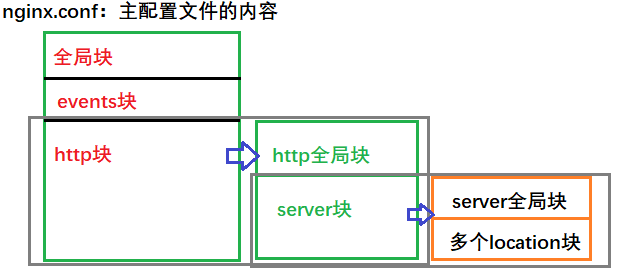 nginx.conf：主配置文件的内容
全局块
events块
http块
http全局块
server块
server全局块
多个location块